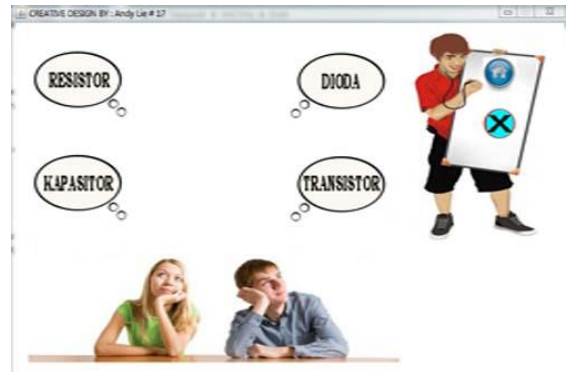 CREATIVE DESIGN BY : Andy Lie # 17
RESISTOR
DIODA
KAPASITOR
TRANSISTOR
X